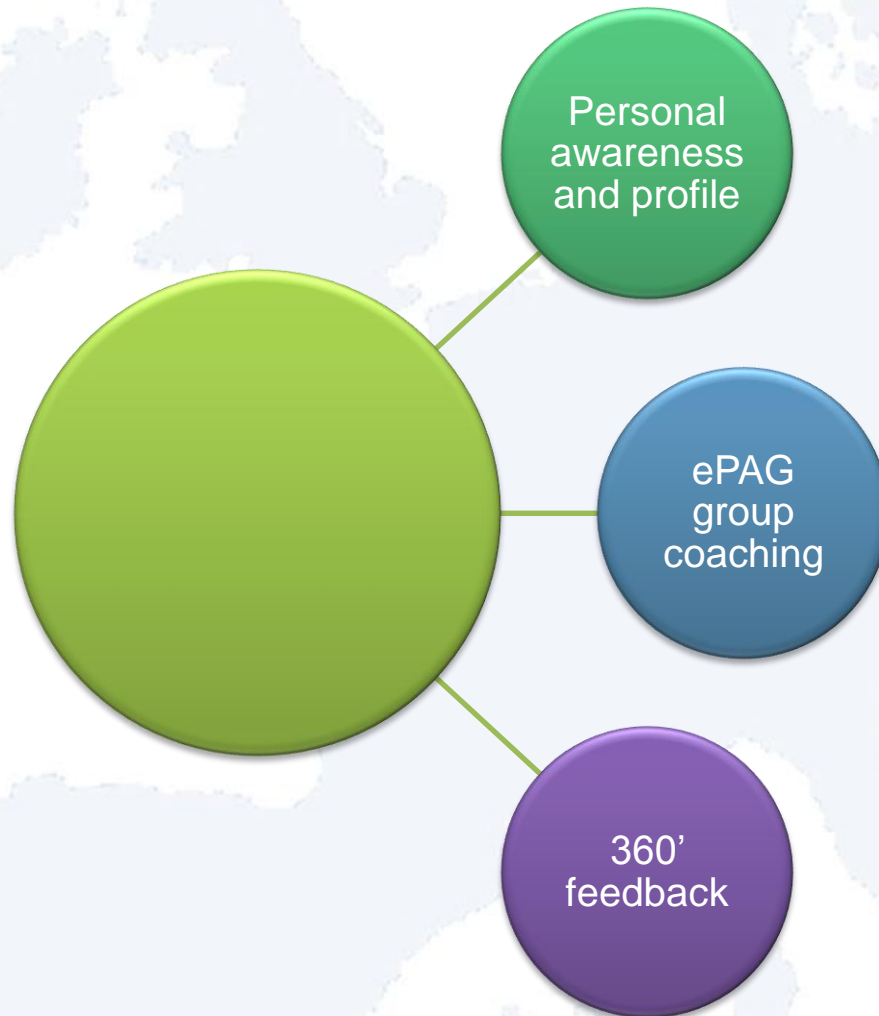 Personal
awareness
and profile
ePAG
group
coaching
360’
feedback